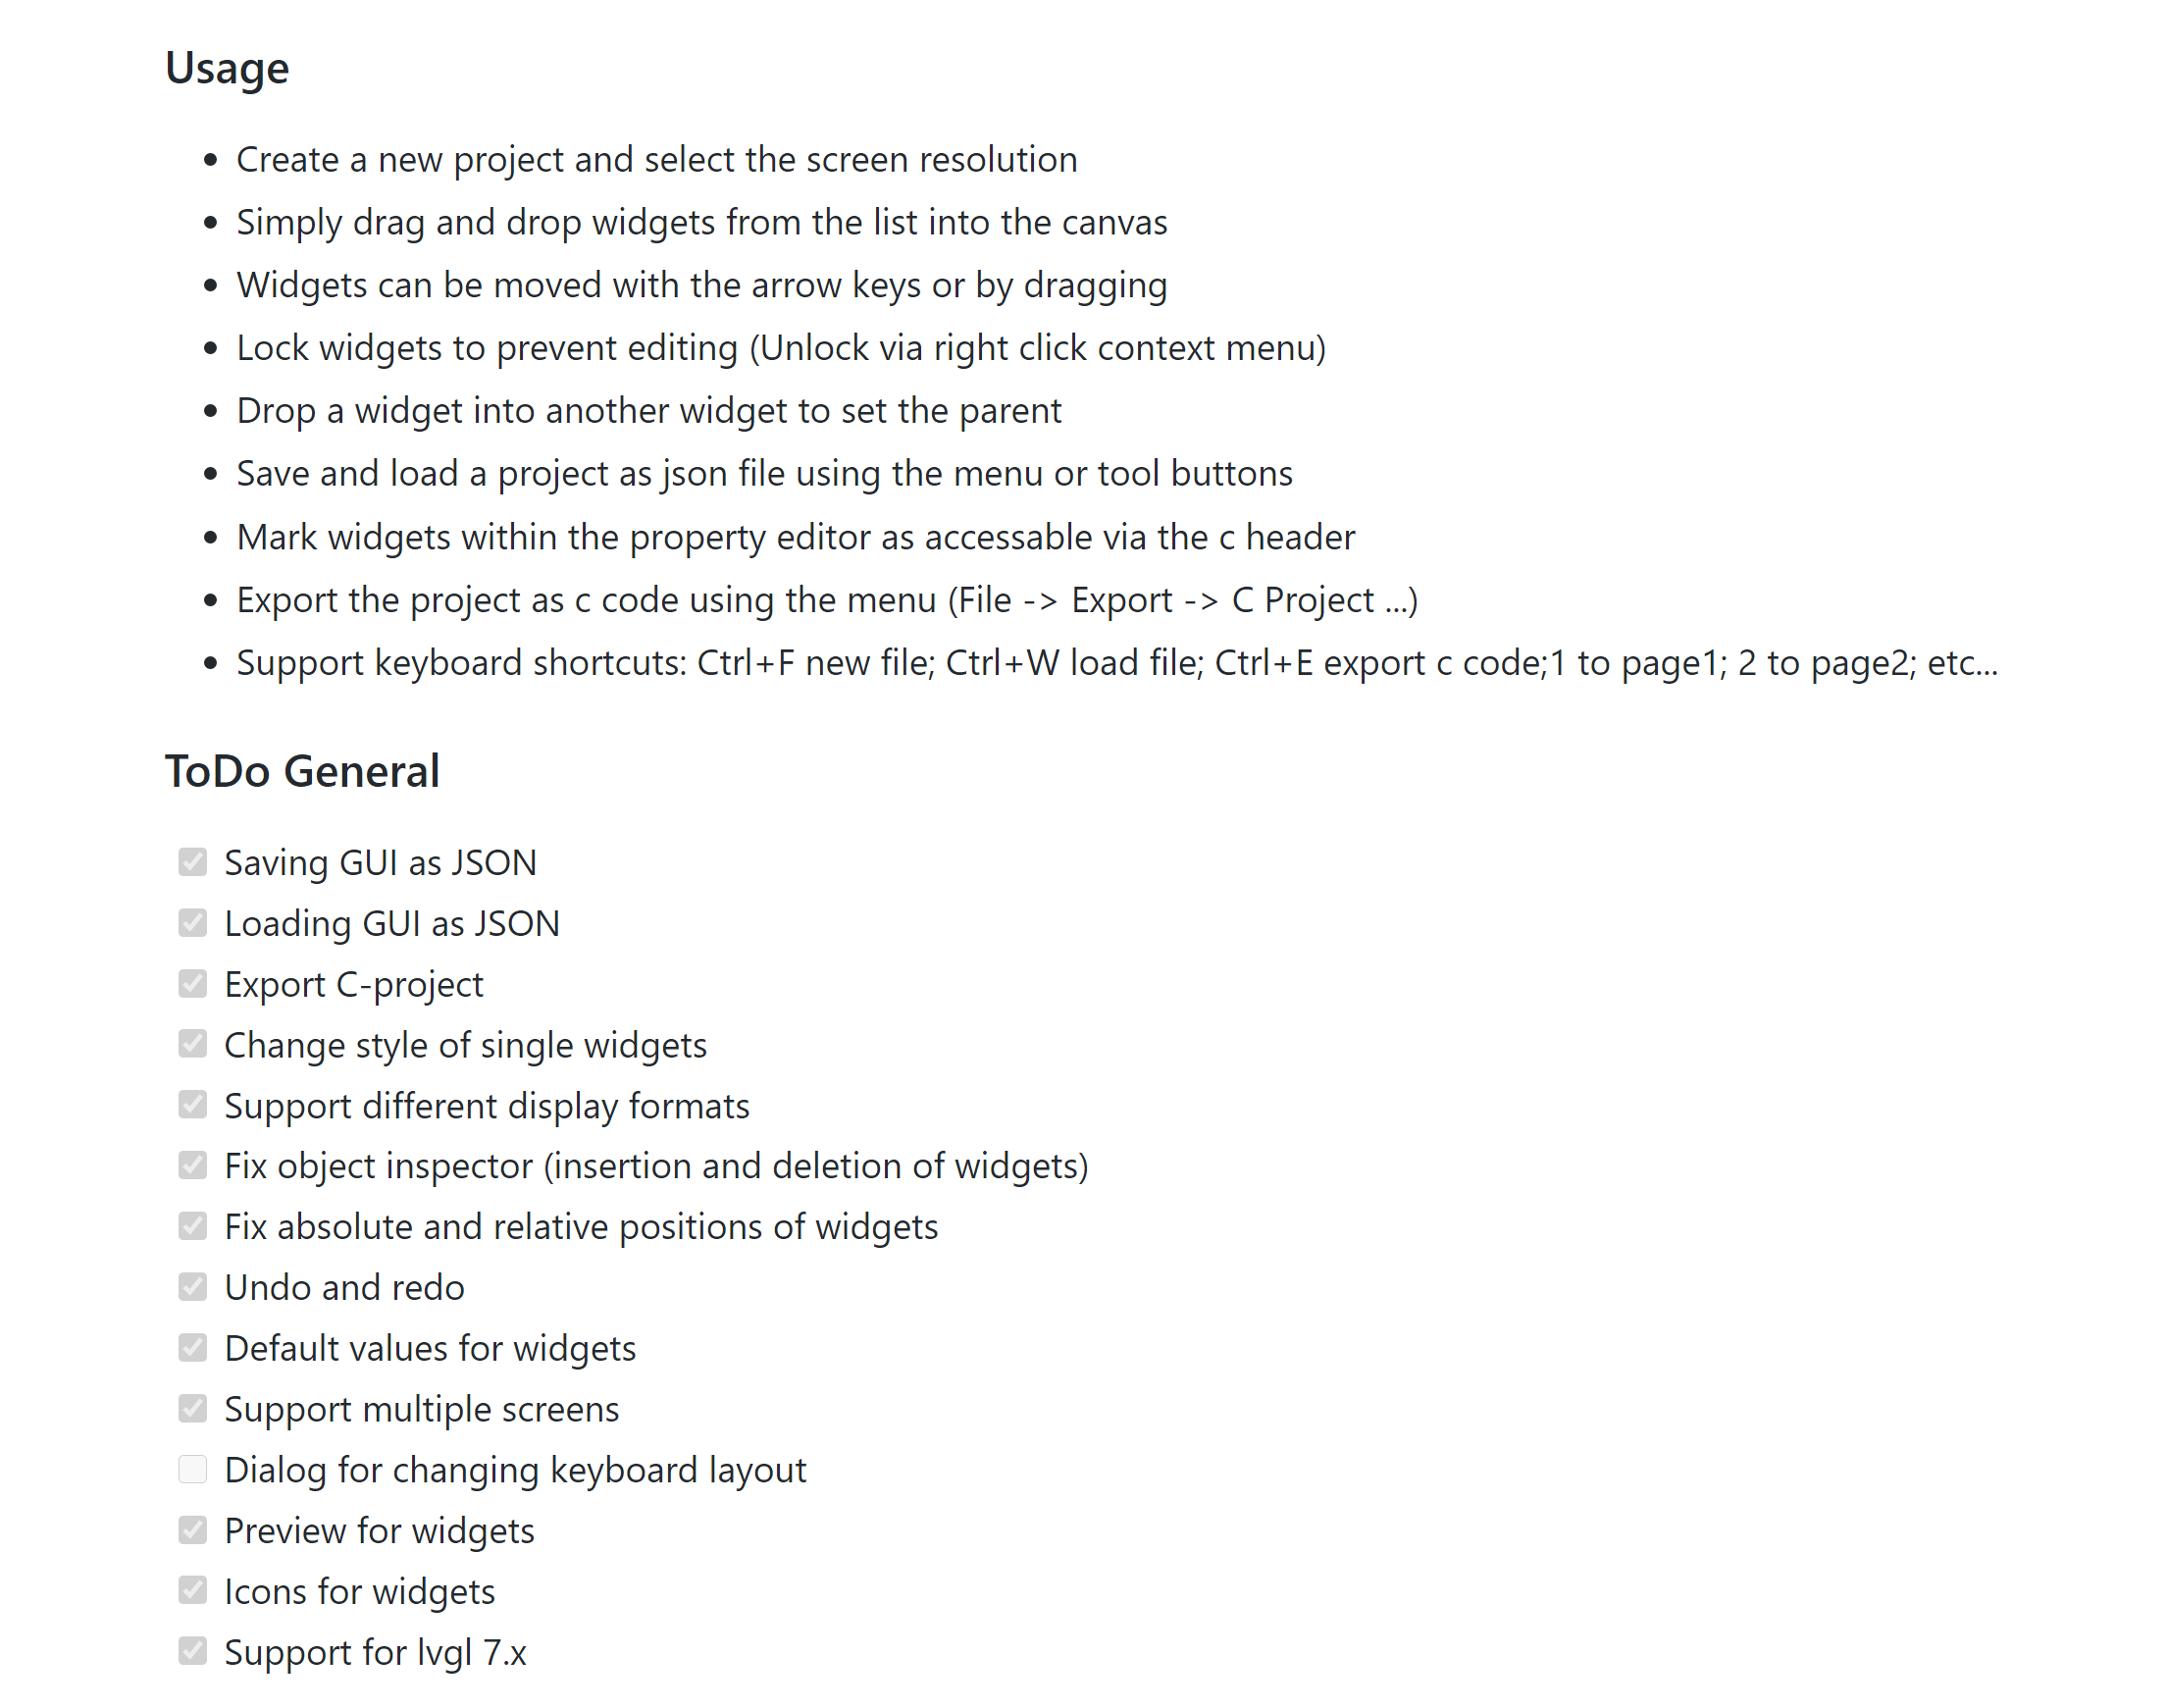 Usage
Create a new project and select the screen resolution
Simply drag and drop widgets from the list into the canvas
Widgets can be moved with the arrow keys or by dragging
Lock widgets to prevent editing (Unlock via right click context menu)
Drop a widget into another widget to set the parent
Save and load a project as json file using the menu or tool buttons
Mark widgets within the property editor as accessable via the c header
Export the project as c code using the menu (File -> Export -> C Project ...)
Support keyboard shortcuts: Ctrl+F new file; Ctrl+W load file; Ctrl+E export c code;1 to page1; 2 to page2; etc...
ToDo General
Saving GUI as JSON
Loading GUI as JSON
Export C-project
Change style of single widgets
Support different display formats
Fix object inspector (insertion and deletion of widgets)
Fix absolute and relative positions of widgets
Undo and redo
Default values for widgets
Support multiple screens
Dialog for changing keyboard layout
Preview for widgets
Icons for widgets
Support for lvgl 7.x